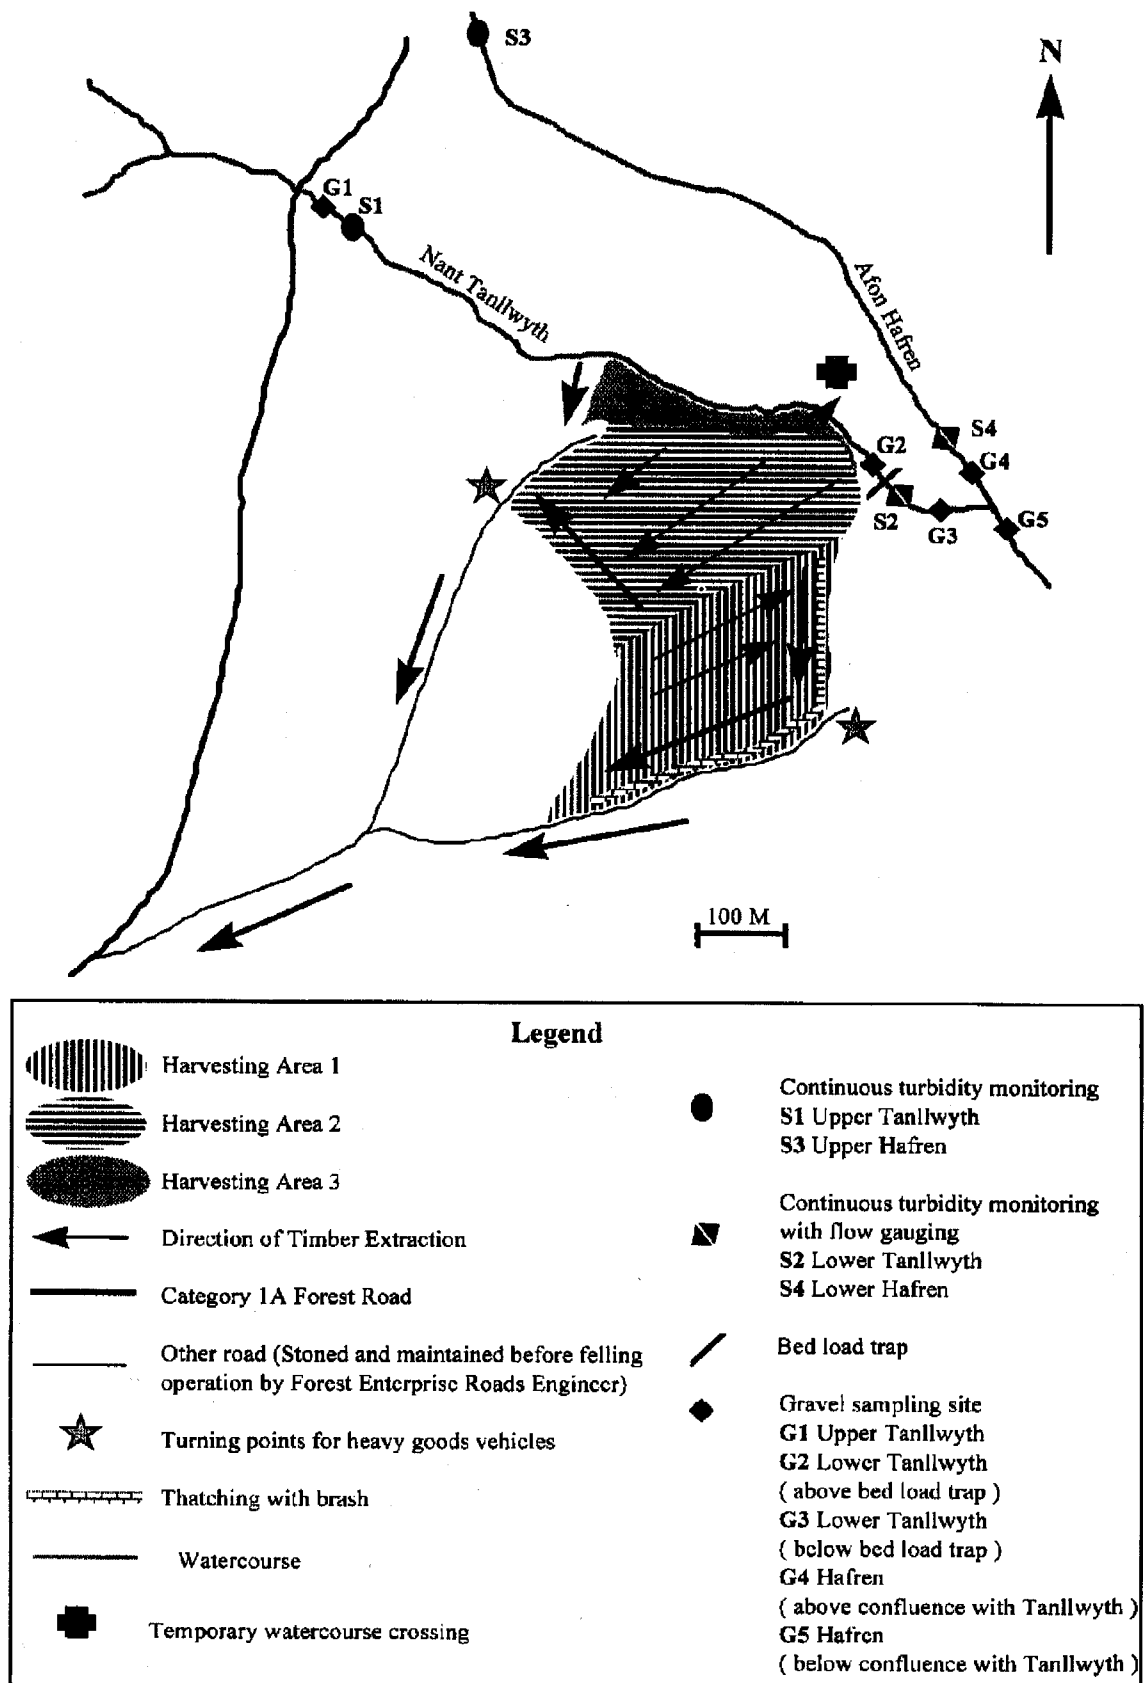 S3
N
G1
S1
Nant Tanllwyth
Afon Hafren
S4
G2
G4
S2
G3
G5
100 M
Legend
Harvesting Area 1
Harvesting Area 2
Harvesting Area 3
Direction of Timber Extraction
Category 1A Forest Road
Other road (Stoned and maintained before felling
operation by Forest Enterprise Roads Engineer)
Turning points for heavy goods vehicles
Thatching with brash
Watercourse
Temporary watercourse crossing
Continuous turbidity monitoring
S1 Upper Tanllwyth
S3 Upper Hafren
Continuous turbidity monitoring
with flow gauging
S2 Lower Tanllwyth
S4 Lower Hafren
Bed load trap
Gravel sampling site
G1 Upper Tanllwyth
G2 Lower Tanllwyth
( above bed load trap )
G3 Lower Tanllwyth
( below bed load trap )
G4 Hafren
( above confluence with Tanllwyth )
G5 Hafren
( below confluence with Tanllwyth )